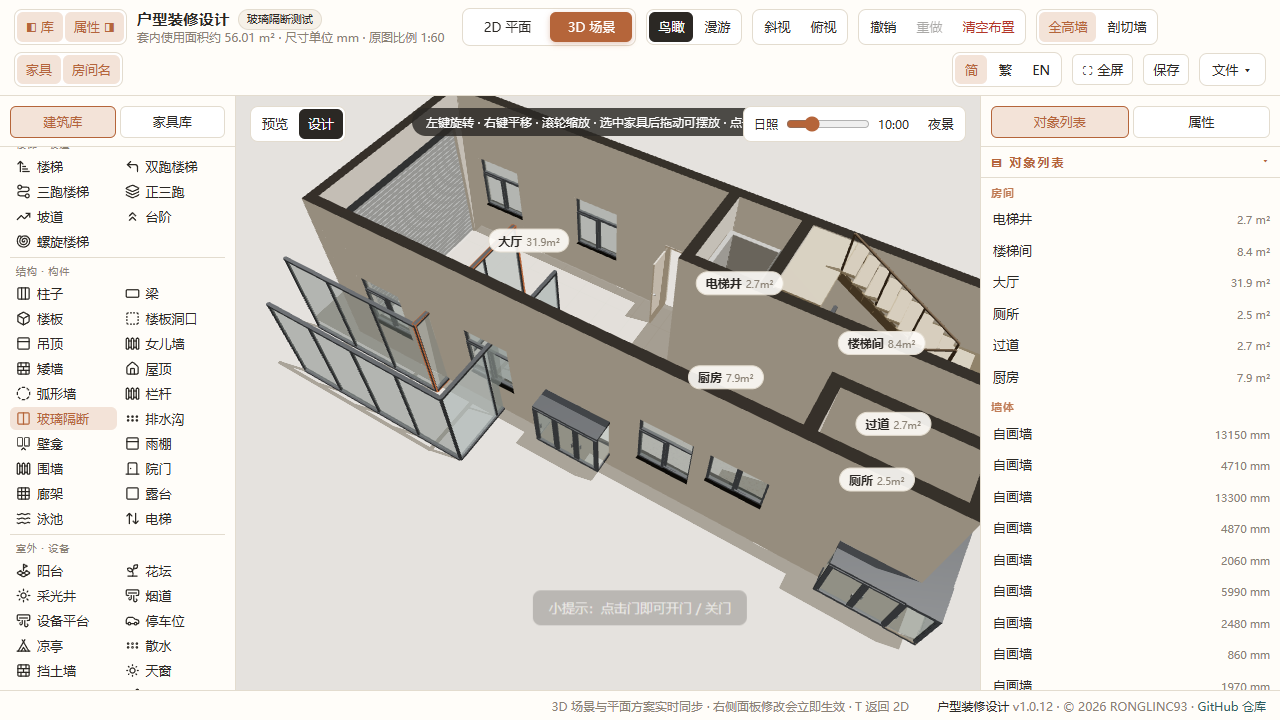 库 属性
户型装修设计 玻璃隔断测试
套内使用面积约 56.01 m² · 尺寸单位 mm · 原图比例 1:60
2D 平面 3D 场景
鸟瞰 漫游
斜视 俯视
撤销 重做 清空布置
全高墙 剖切墙
家具 房间名
简 繁 EN
全屏
保存
文件
建筑库 家具库
楼梯 双跑楼梯
三跑楼梯 正三跑
坡道 台阶
螺旋楼梯
结构 · 构件
柱子 梁
楼板 楼板洞口
吊顶 女儿墙
矮墙 屋顶
弧形墙 栏杆
玻璃隔断 排水沟
壁龛 雨棚
围墙 院门
廊架 露台
泳池 电梯
室外 · 设备
阳台 花坛
采光井 烟道
设备平台 停车位
凉亭 散水
挡土墙 天窗
预览 设计
左键旋转 · 右键平移 · 滚轮缩放 · 选中家具后拖动可摆放 · 点
日照 10:00 夜景
大厅 31.9m²
电梯井 2.7m²
楼梯间 8.4m²
厨房 7.9m²
过道 2.7m²
厕所 2.5m²
小提示：点击门即可开门 / 关门
对象列表 属性
对象列表
房间
电梯井 2.7 m²
楼梯间 8.4 m²
大厅 31.9 m²
厕所 2.5 m²
过道 2.7 m²
厨房 7.9 m²
墙体
自画墙 13150 mm
自画墙 4710 mm
自画墙 13300 mm
自画墙 4870 mm
自画墙 2060 mm
自画墙 5990 mm
自画墙 2480 mm
自画墙 860 mm
自画墙 1970 mm
3D 场景与平面方案实时同步 · 右侧面板修改会立即生效 · T 返回 2D
户型装修设计 v1.0.12 · © 2026 RONGLINC93 · GitHub 仓库